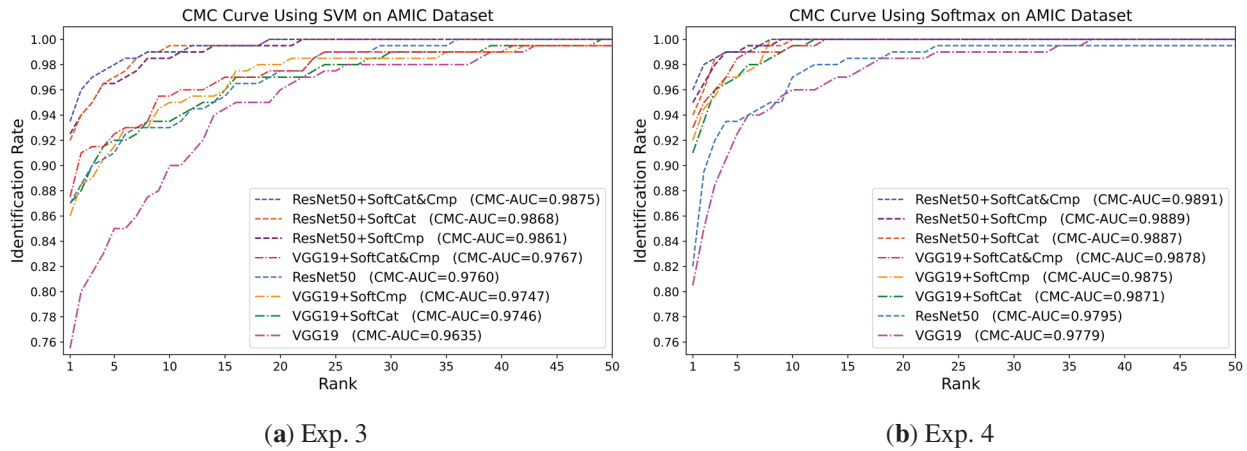 CMC Curve Using SVM on AMIC Dataset
Identification Rate
1.00
0.98
0.96
0.94
0.92
0.90
0.88
0.86
0.84
0.82
0.80
0.78
0.76
ResNet50+SoftCat&Cmp (CMC-AUC=0.9875)
ResNet50+SoftCat (CMC-AUC=0.9868)
ResNet50+SoftCmp (CMC-AUC=0.9861)
VGG19+SoftCat&Cmp (CMC-AUC=0.9767)
ResNet50 (CMC-AUC=0.9760)
VGG19+SoftCmp (CMC-AUC=0.9747)
VGG19+SoftCat (CMC-AUC=0.9746)
VGG19 (CMC-AUC=0.9635)
1 5 10 15 20 25 30 35 40 45 50
Rank
(a) Exp. 3
CMC Curve Using Softmax on AMIC Dataset
Identification Rate
1.00
0.98
0.96
0.94
0.92
0.90
0.88
0.86
0.84
0.82
0.80
0.78
0.76
ResNet50+SoftCat&Cmp (CMC-AUC=0.9891)
ResNet50+SoftCmp (CMC-AUC=0.9889)
ResNet50+SoftCat (CMC-AUC=0.9887)
VGG19+SoftCat&Cmp (CMC-AUC=0.9878)
VGG19+SoftCmp (CMC-AUC=0.9875)
VGG19+SoftCat (CMC-AUC=0.9871)
ResNet50 (CMC-AUC=0.9795)
VGG19 (CMC-AUC=0.9779)
1 5 10 15 20 25 30 35 40 45 50
Rank
(b) Exp. 4